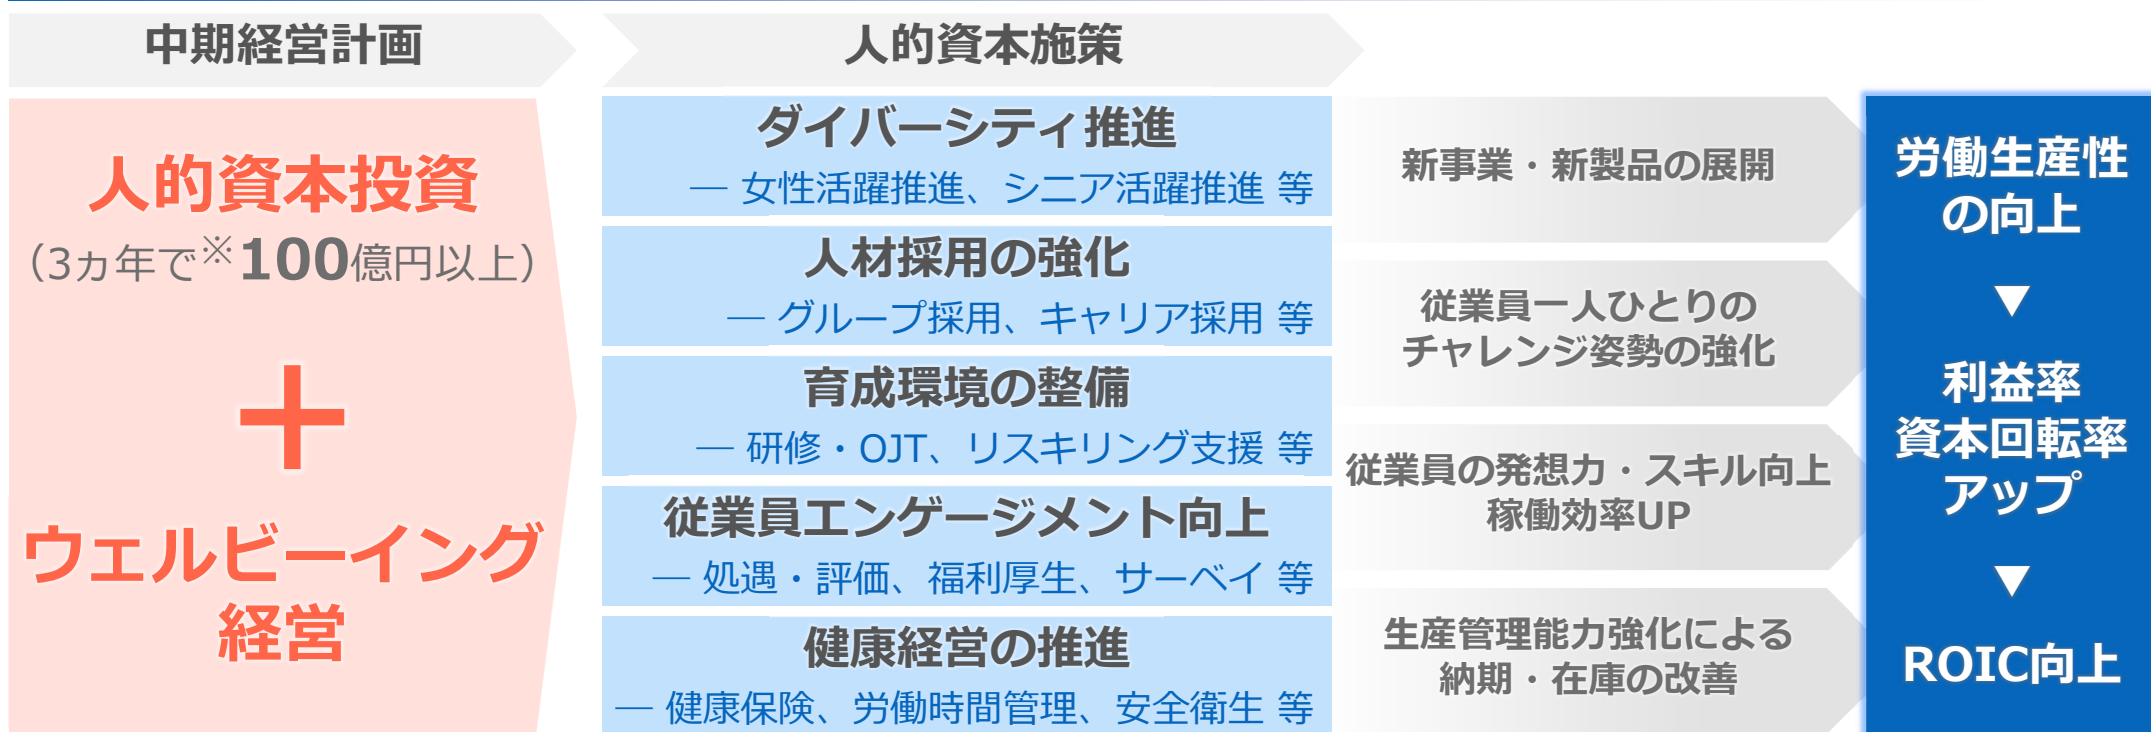 中期経営計画
人的資本投資
（3ヵ年で※100億円以上）
＋
ウェルビーイング
経営
人的資本施策
ダイバーシティ推進
― 女性活躍推進、シニア活躍推進 等
人材採用の強化
― グループ採用、キャリア採用 等
育成環境の整備
― 研修・OJT、リスキリング支援 等
従業員エンゲージメント向上
― 処遇・評価、福利厚生、サーベイ 等
健康経営の推進
― 健康保険、労働時間管理、安全衛生 等
新事業・新製品の展開
従業員一人ひとりの
チャレンジ姿勢の強化
従業員の発想力・スキル向上
稼働効率UP
生産管理能力強化による
納期・在庫の改善
労働生産性
の向上
▼
利益率
資本回転率
アップ
▼
ROIC向上